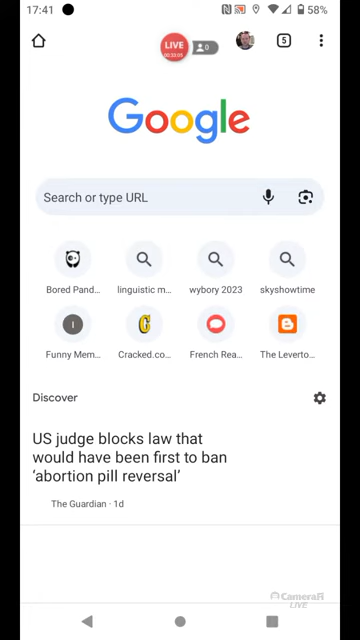 17:41
58%
LIVE
0
5
Google
Search or type URL
Bored Pand...
linguistic m...
wybory 2023
skyshowtime
I
Funny Mem...
Cracked.co...
French Rea...
The Leverto...
Discover
US judge blocks law that
would have been first to ban
‘abortion pill reversal’
The Guardian · 1d
CameraFi
LIVE